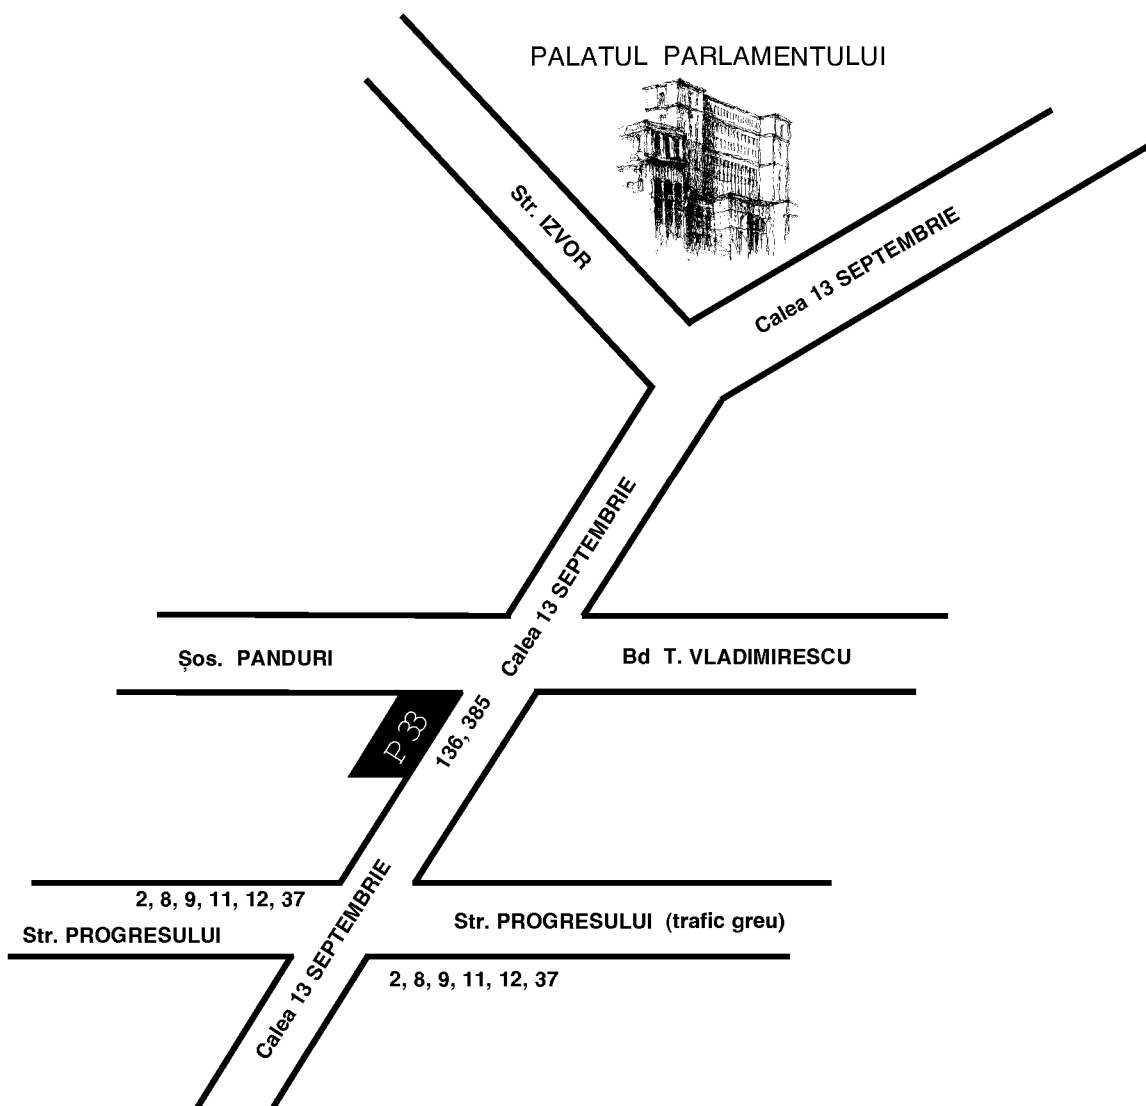 PALATUL PARLAMENTULUI
Str. IZVOR
Calea 13 SEPTEMBRIE
Calea 13 SEPTEMBRIE
Șos. PANDURI
Bd T. VLADIMIRESCU
P 33
136, 385
2, 8, 9, 11, 12, 37
Str. PROGRESULUI
Str. PROGRESULUI (trafic greu)
Calea 13 SEPTEMBRIE
2, 8, 9, 11, 12, 37